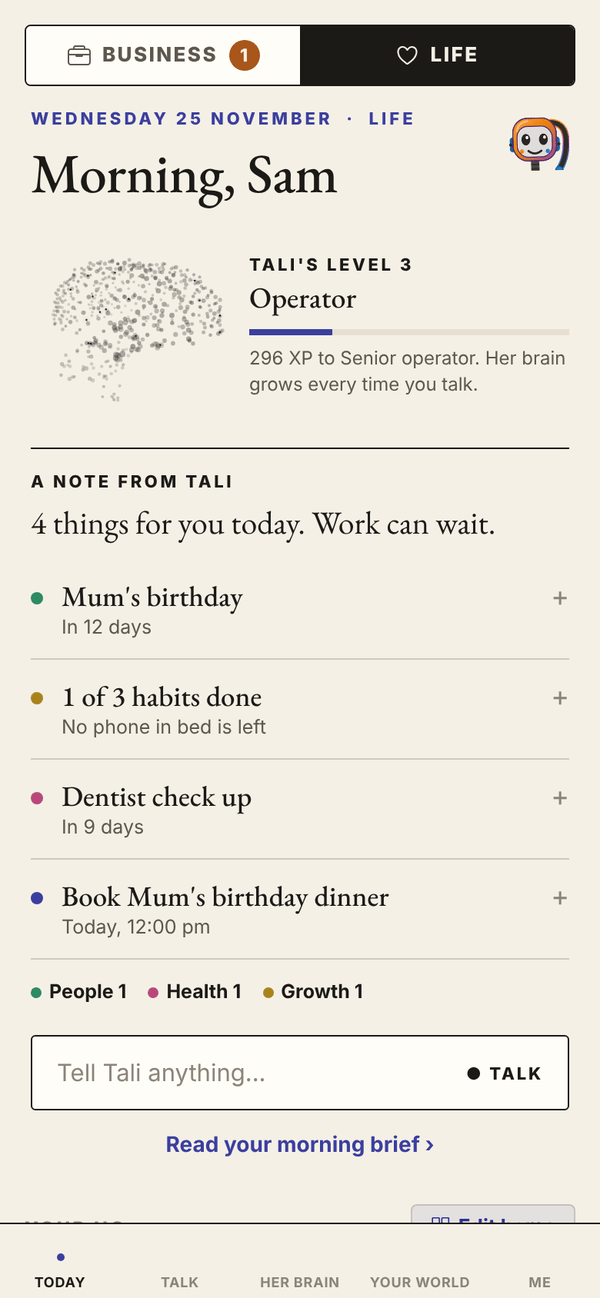 BUSINESS 1
LIFE
WEDNESDAY 25 NOVEMBER · LIFE
Morning, Sam
TALI'S LEVEL 3
Operator
296 XP to Senior operator. Her brain
grows every time you talk.
A NOTE FROM TALI
4 things for you today. Work can wait.
Mum's birthday
In 12 days
1 of 3 habits done
No phone in bed is left
Dentist check up
In 9 days
Book Mum's birthday dinner
Today, 12:00 pm
People 1 Health 1 Growth 1
Tell Tali anything...
TALK
Read your morning brief ›
TODAY
TALK
HER BRAIN
YOUR WORLD
ME